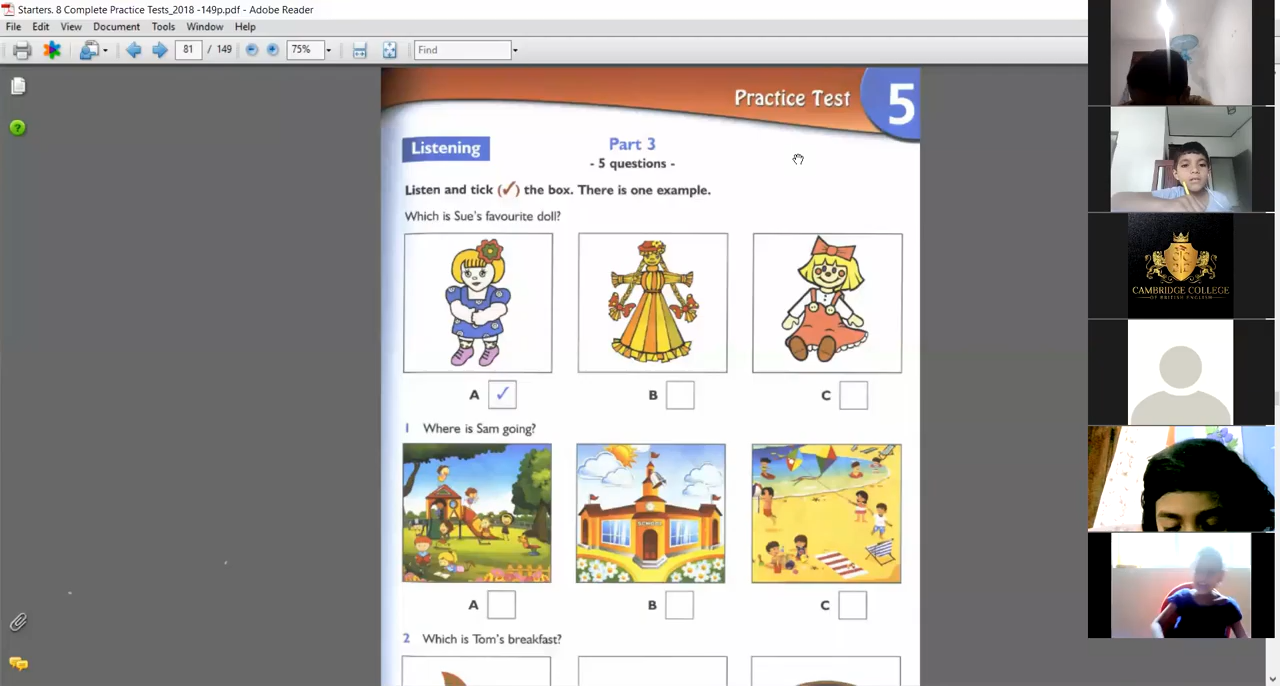 Starters. 8 Complete Practice Tests_2018 -149p.pdf - Adobe Reader
File Edit View Document Tools Window Help
81 / 149 75% Find
Practice Test 5
Listening
Part 3
- 5 questions -
Listen and tick (✓) the box. There is one example.
Which is Sue's favourite doll?
A ✓ B C
1 Where is Sam going?
SCHOOL
A B C
2 Which is Tom's breakfast?
CAMBRIDGE COLLEGE
OF BRITISH ENGLISH